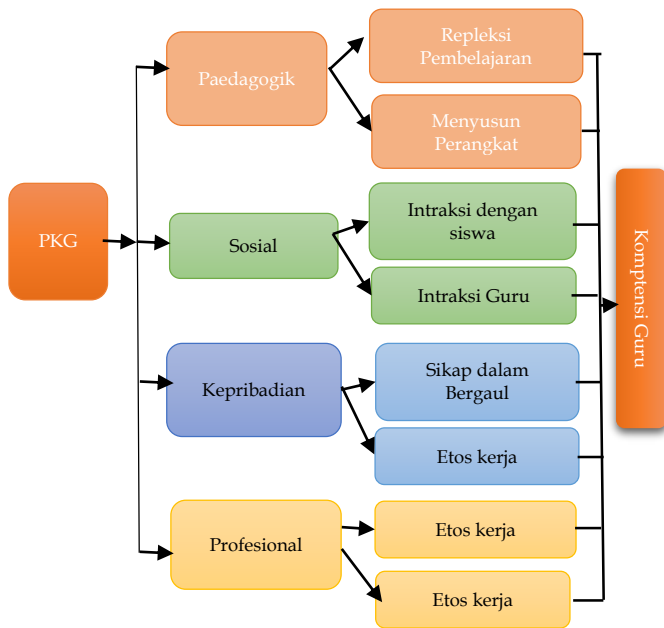 PKG
Paedagogik
Repleksi
Pembelajaran
Menyusun
Perangkat
Sosial
Intraksi dengan
siswa
Intraksi Guru
Kepribadian
Sikap dalam
Bergaul
Etos kerja
Profesional
Etos kerja
Etos kerja
Komptensi Guru